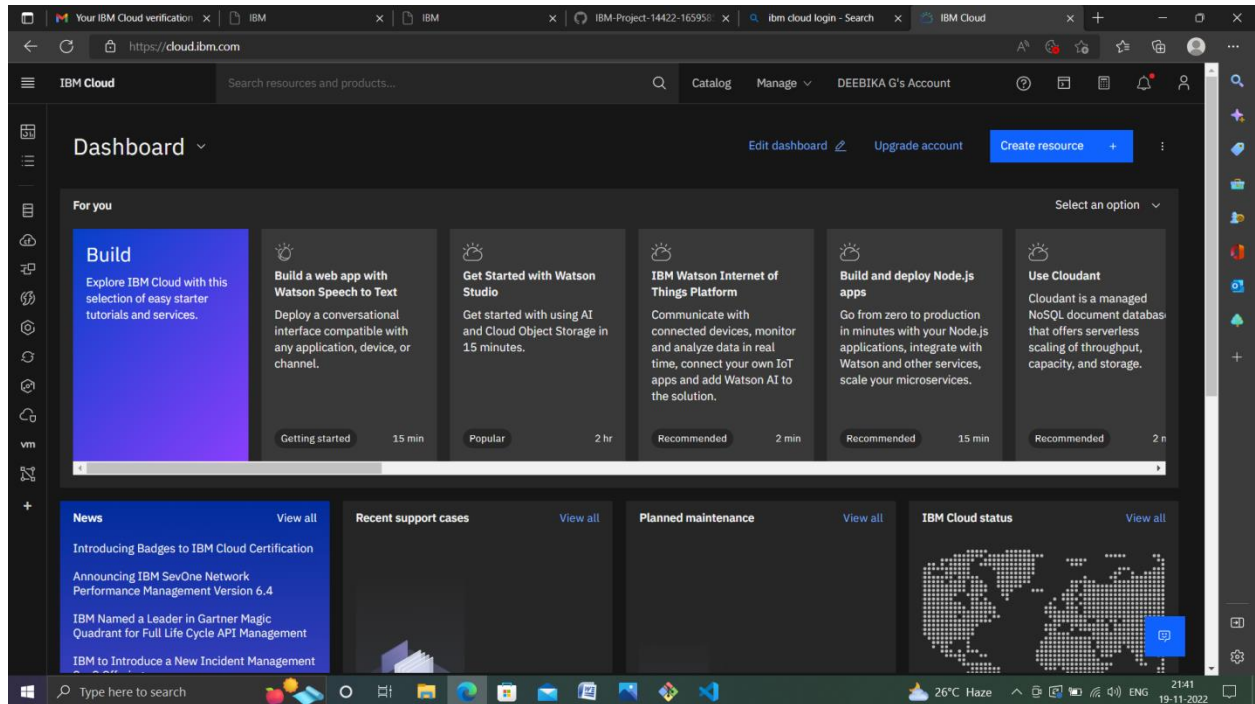 Your IBM Cloud verification
IBM
IBM
IBM-Project-14422-165958
ibm cloud login - Search
IBM Cloud
https://cloud.ibm.com
IBM Cloud
Search resources and products...
Catalog
Manage
DEEBIKA G's Account
Dashboard
Edit dashboard
Upgrade account
Create resource +
For you
Select an option
Build
Explore IBM Cloud with this
selection of easy starter
tutorials and services.
Build a web app with
Watson Speech to Text
Deploy a conversational
interface compatible with
any application, device, or
channel.
Getting started 15 min
Get Started with Watson
Studio
Get started with using AI
and Cloud Object Storage in
15 minutes.
Popular 2 hr
IBM Watson Internet of
Things Platform
Communicate with
connected devices, monitor
and analyze data in real
time, connect your own IoT
apps and add Watson AI to
the solution.
Recommended 2 min
Build and deploy Node.js
apps
Go from zero to production
in minutes with your Node.js
applications, integrate with
Watson and other services,
scale your microservices.
Recommended 15 min
Use Cloudant
Cloudant is a managed
NoSQL document databas
that offers serverless
scaling of throughput,
capacity, and storage.
Recommended 2 m
vm
News View all
Introducing Badges to IBM Cloud Certification
Announcing IBM SevOne Network
Performance Management Version 6.4
IBM Named a Leader in Gartner Magic
Quadrant for Full Life Cycle API Management
IBM to Introduce a New Incident Management
Recent support cases View all
Planned maintenance View all
IBM Cloud status View all
Type here to search
26°C Haze
ENG
21:41
19-11-2022